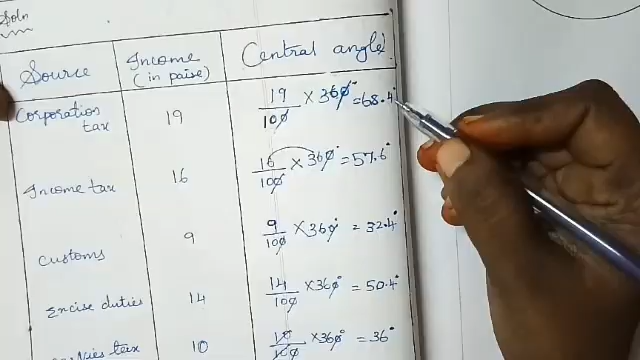 Soln
Source Income (in paise) Central angle
Corporation tax 19 19/100 × 360° = 68.4°
Income tax 16 16/100 × 360° = 57.6°
Customs 9 9/100 × 360° = 32.4°
Excise duties 14 14/100 × 360° = 50.4°
tax 10 10/100 × 360° = 36°